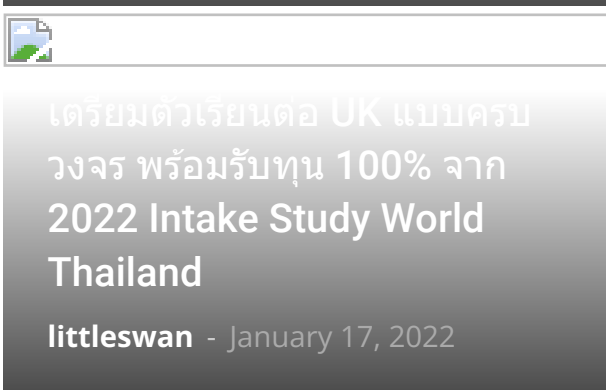 เตรียมตัวเรียนต่อ UK แบบครบ
วงจร พร้อมรับทุน 100% จาก
2022 Intake Study World
Thailand
littleswan - January 17, 2022